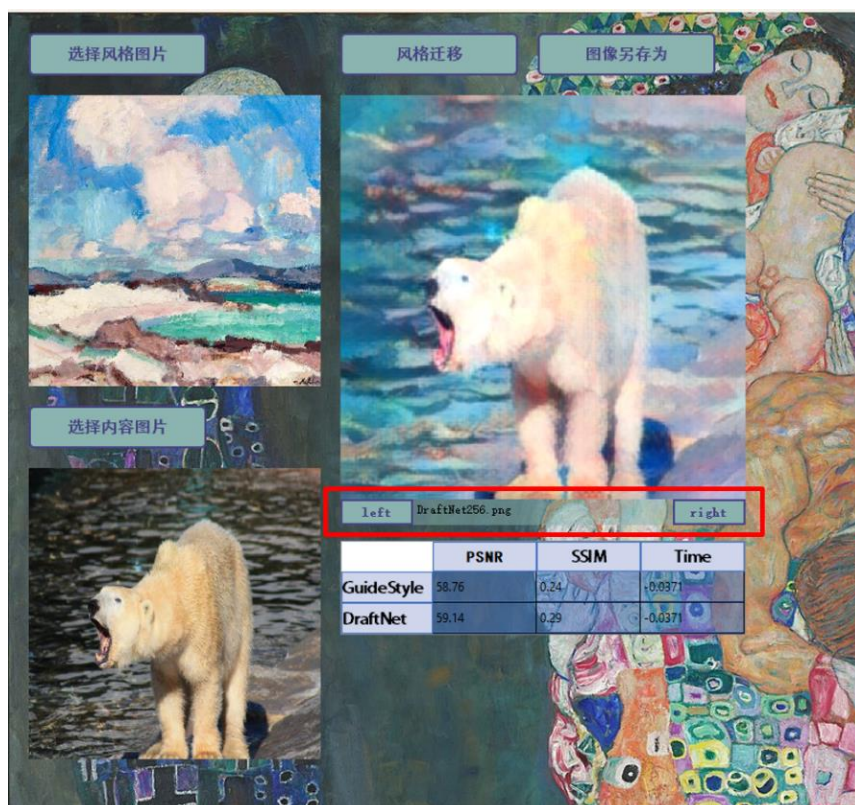 选择风格图片
风格迁移
图像另存为
选择内容图片
left
DraftNet256.png
right
PSNR SSIM Time
GuideStyle 58.76 0.24 -0.0371
DraftNet 59.14 0.29 -0.0371